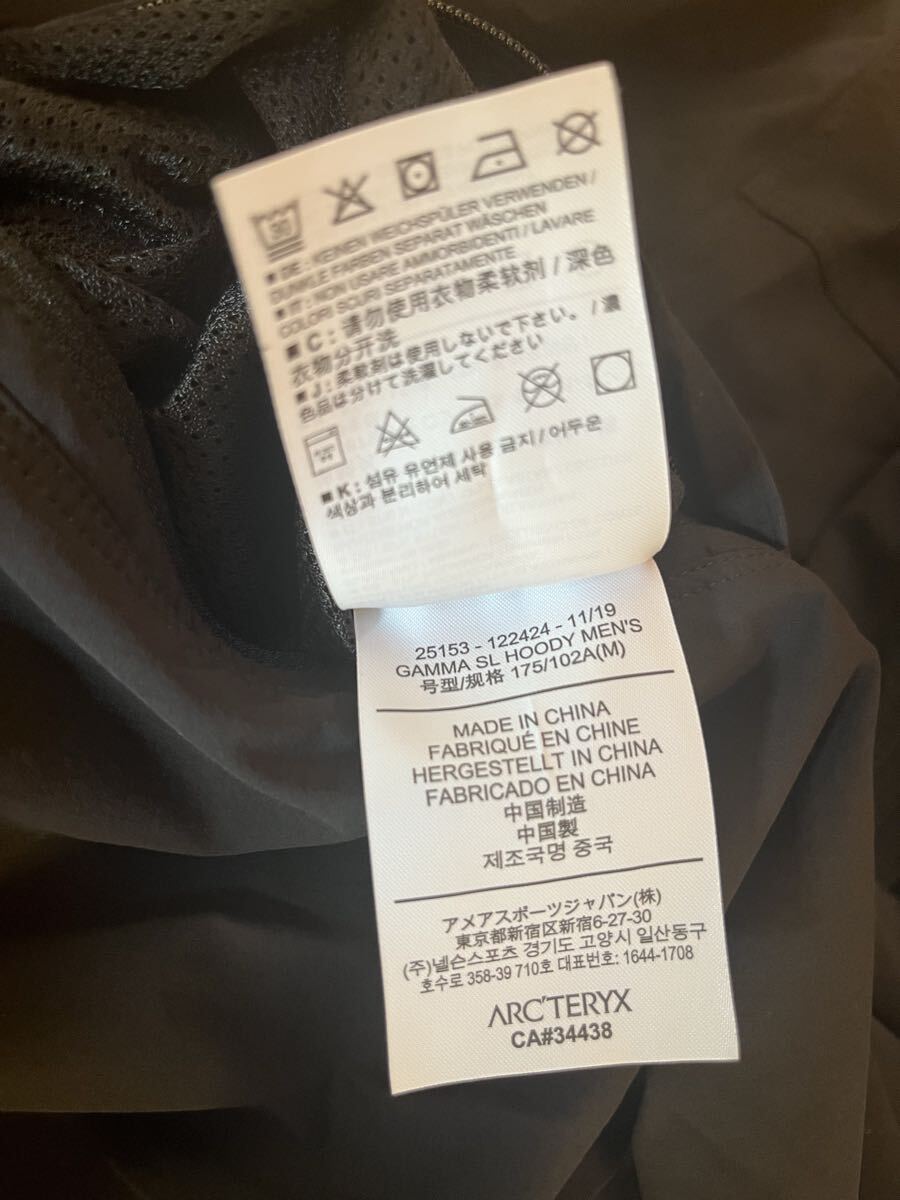 30
■ DE : KEINEN WEICHSPÜLER VERWENDEN /
DUNKLE FARBEN SEPARAT WÄSCHEN
■ IT : NON USARE AMMORBIDENTI / LAVARE
COLORI SCURI SEPARATAMENTE
■ C : 请勿使用衣物柔软剂 / 深色
衣物分开洗
■ J : 柔軟剤は使用しないで下さい。 / 濃
色品は分けて洗濯してください
■ K : 섬유 유연제 사용 금지 / 어두운
색상과 분리하여 세탁
25153 - 122424 - 11/19
GAMMA SL HOODY MEN'S
号型/规格 175/102A(M)
MADE IN CHINA
FABRIQUÉ EN CHINE
HERGESTELLT IN CHINA
FABRICADO EN CHINA
中国制造
中国製
제조국명 중국
アメアスポーツジャパン(株)
東京都新宿区新宿6-27-30
(주)넬슨스포츠 경기도 고양시 일산동구
호수로 358-39 710호 대표번호: 1644-1708
ARC'TERYX
CA#34438